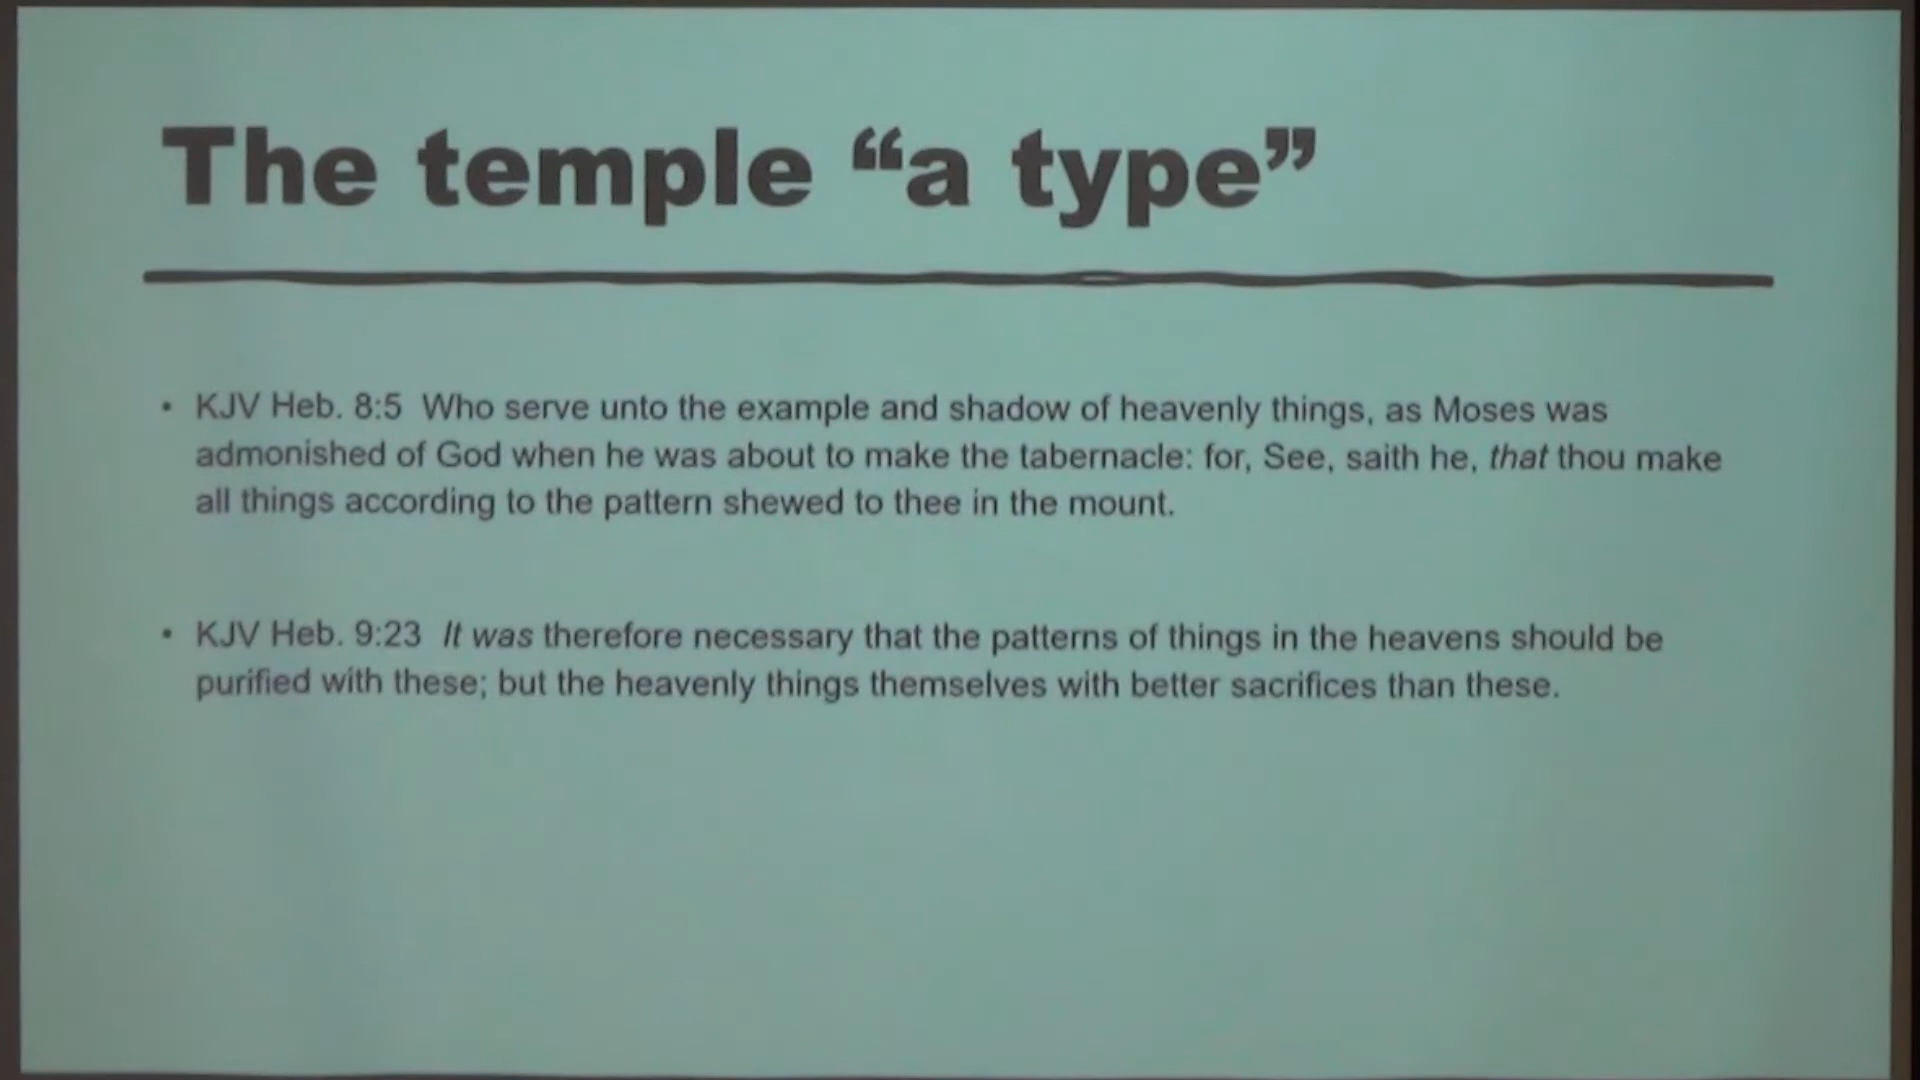 The temple “a type”
• KJV Heb. 8:5  Who serve unto the example and shadow of heavenly things, as Moses was
admonished of God when he was about to make the tabernacle: for, See, saith he, that thou make
all things according to the pattern shewed to thee in the mount.
• KJV Heb. 9:23  It was therefore necessary that the patterns of things in the heavens should be
purified with these; but the heavenly things themselves with better sacrifices than these.